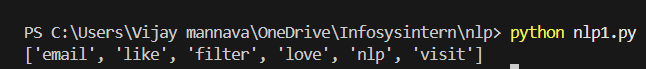 PS C:\Users\Vijay mannava\OneDrive\Infosysintern\nlp> python nlp1.py
['email', 'like', 'filter', 'love', 'nlp', 'visit']